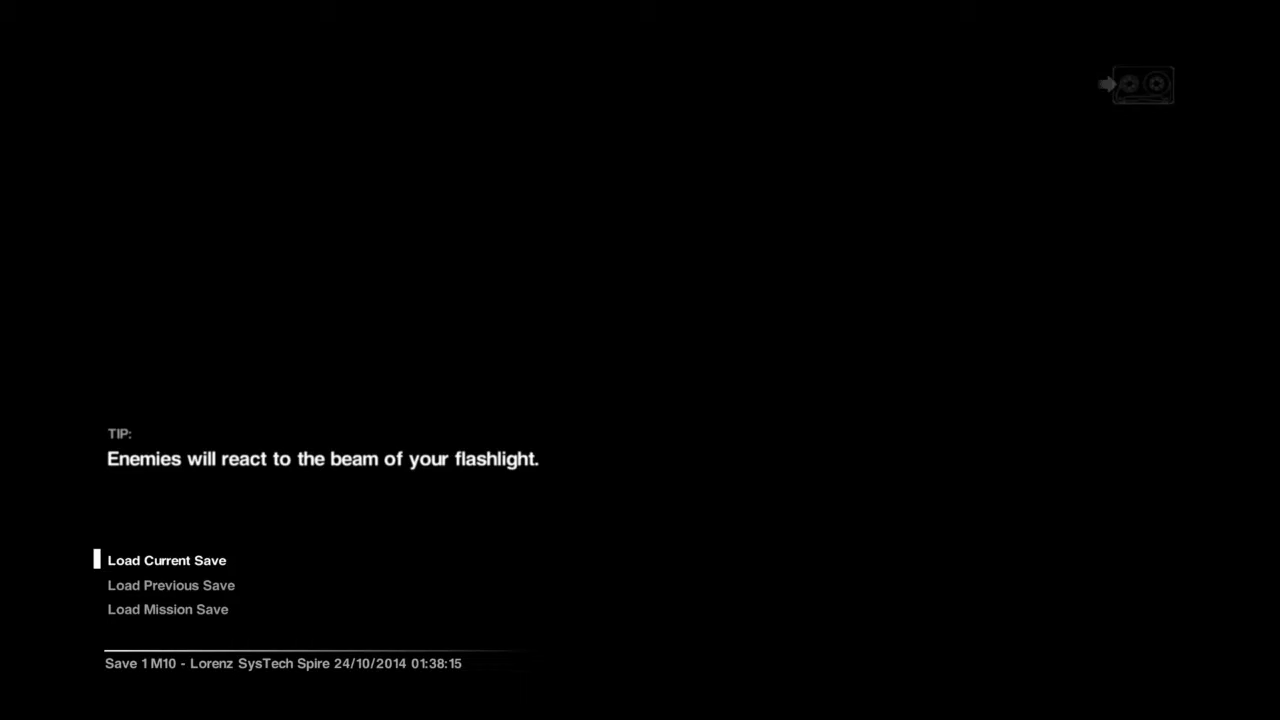 TIP:
Enemies will react to the beam of your flashlight.
Load Current Save
Load Previous Save
Load Mission Save
Save 1 M10 - Lorenz SysTech Spire 24/10/2014 01:38:15